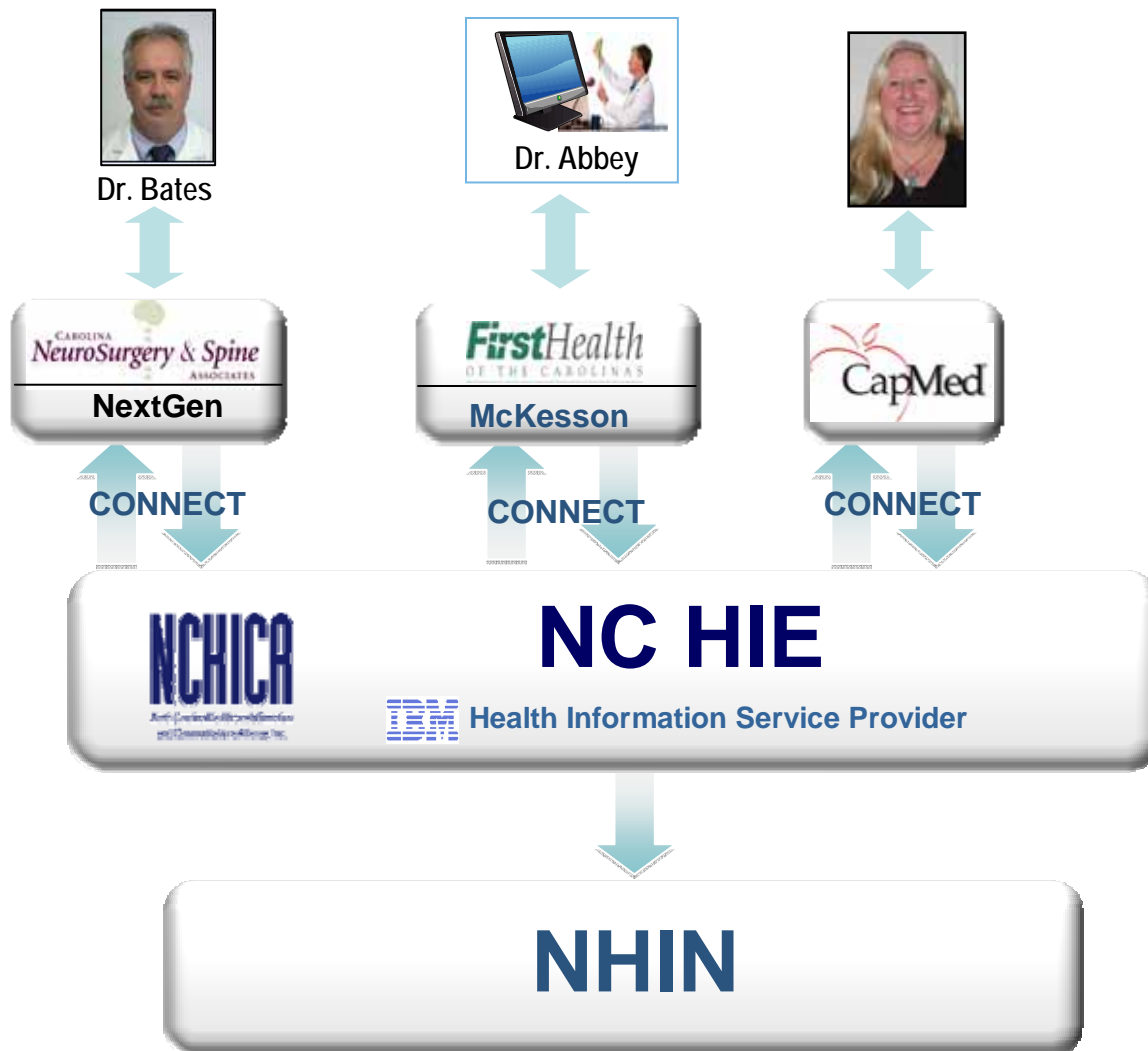 Dr. Bates
Dr. Abbey
CAROLINA
NeuroSurgery & Spine
ASSOCIATES
NextGen
FirstHealth
OF THE CAROLINAS
McKesson
CapMed
CONNECT
CONNECT
CONNECT
NCHICA
NC HIE
IBM
Health Information Service Provider
NHIN